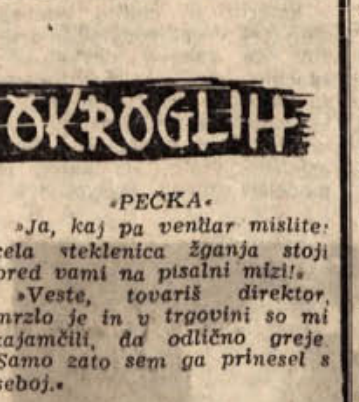 OKROGLIH
»PEČKA«
»Ja, kaj pa vendar mislite:
cela steklenica žganja stoji
pred vami na pisalni mizi!«
»Veste, tovariš direktor,
mrzlo je in v trgovini so mi
zajamčili, da odlično greje.
Samo zato sem ga prinesel s
seboj.«